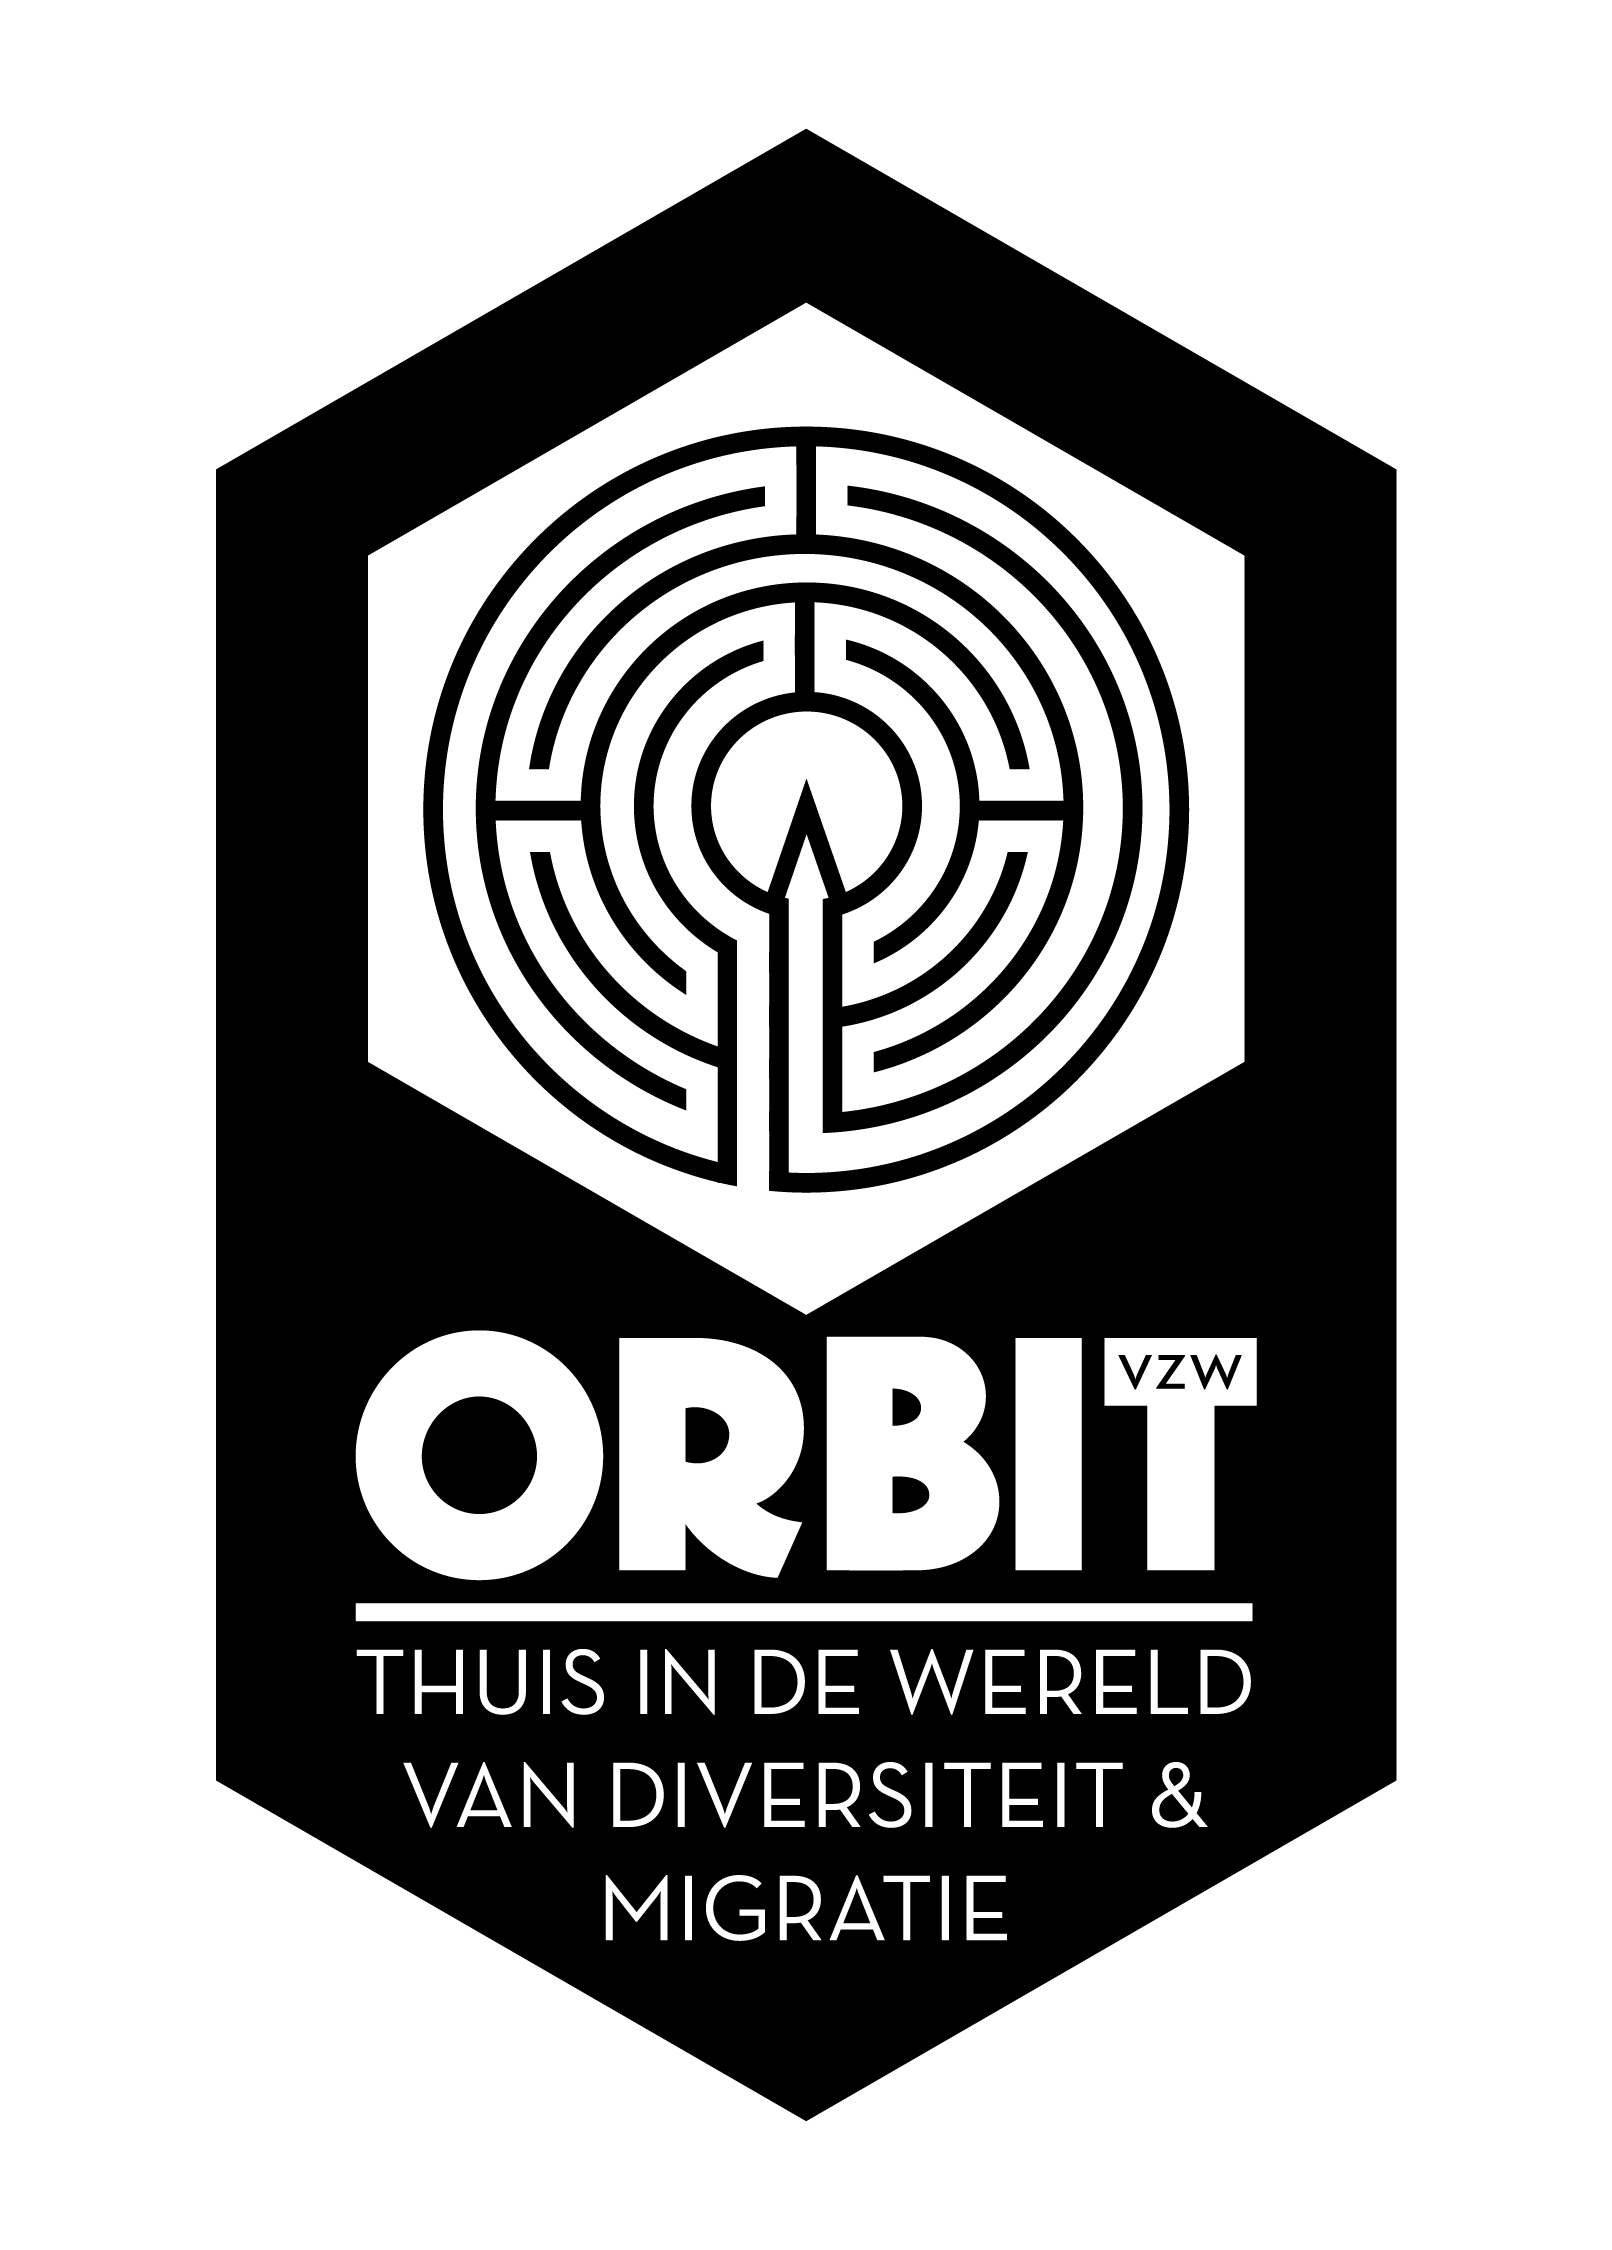 ORBIT
VZW
THUIS IN DE WERELD
VAN DIVERSITEIT &
MIGRATIE